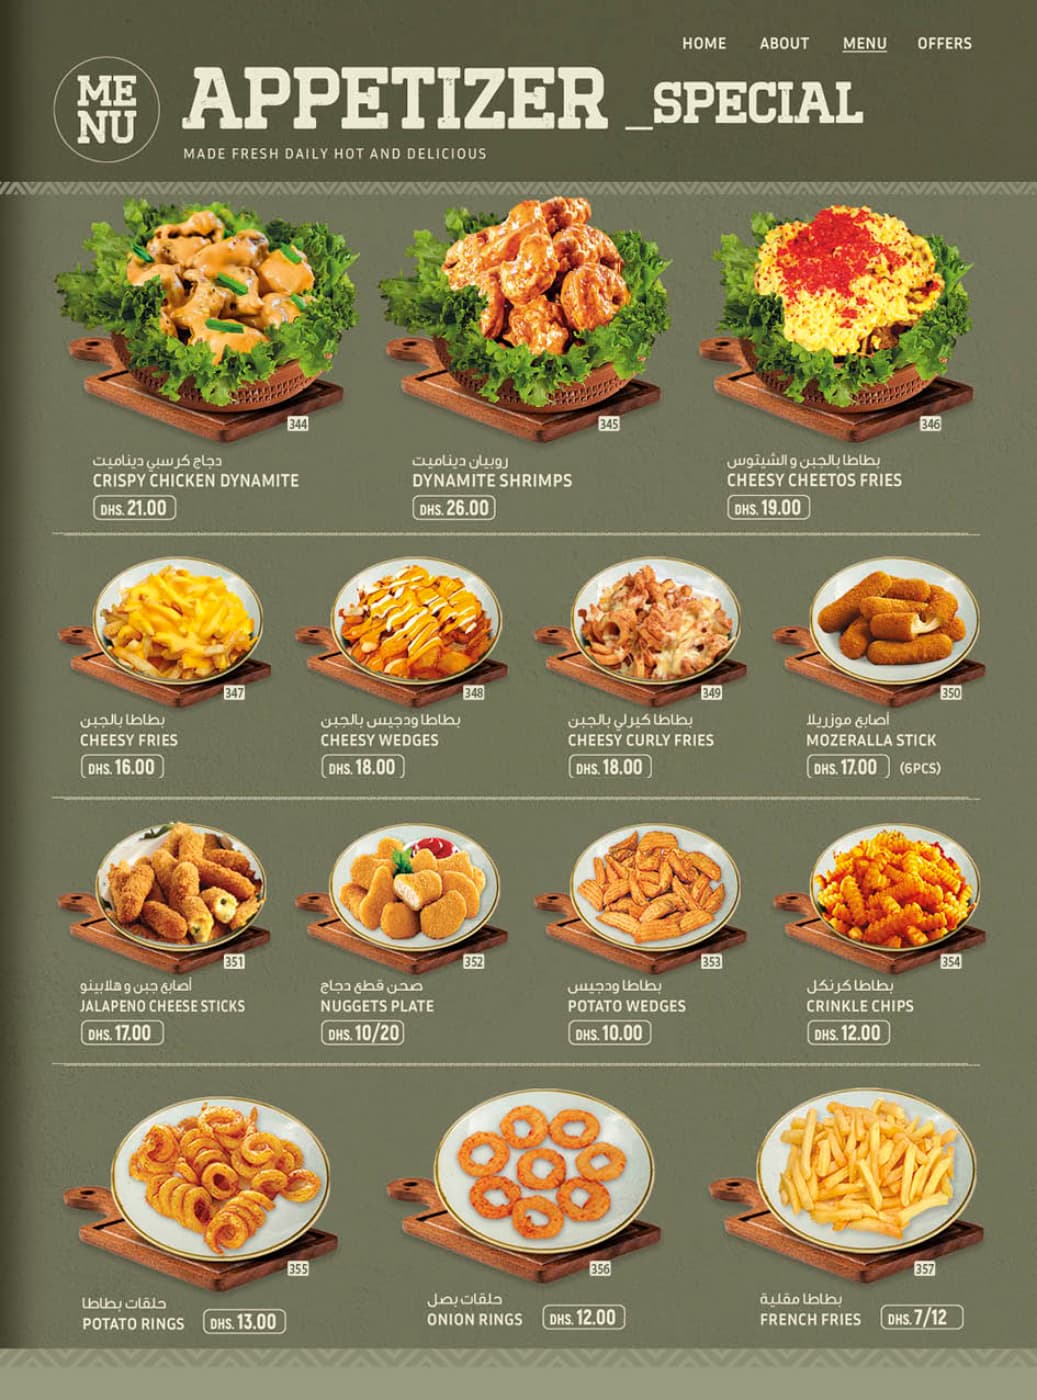 HOME ABOUT MENU OFFERS
ME
NU
APPETIZER _SPECIAL
MADE FRESH DAILY HOT AND DELICIOUS
344
345
346
دجاج كرسبي ديناميت
CRISPY CHICKEN DYNAMITE
DHS. 21.00
روبيان ديناميت
DYNAMITE SHRIMPS
DHS. 26.00
بطاطا بالجبن و الشيتوس
CHEESY CHEETOS FRIES
DHS. 19.00
347
348
349
350
بطاطا بالجبن
CHEESY FRIES
DHS. 16.00
بطاطا ودجيس بالجبن
CHEESY WEDGES
DHS. 18.00
بطاطا كيرلي بالجبن
CHEESY CURLY FRIES
DHS. 18.00
أصابع موزريلا
MOZERALLA STICK
DHS. 17.00 (6PCS)
351
352
353
354
أصابع جبن و هلابينو
JALAPENO CHEESE STICKS
DHS. 17.00
صحن قطع دجاج
NUGGETS PLATE
DHS. 10/20
بطاطا ودجيس
POTATO WEDGES
DHS. 10.00
بطاطا كرنكل
CRINKLE CHIPS
DHS. 12.00
355
356
357
حلقات بطاطا
POTATO RINGS DHS. 13.00
حلقات بصل
ONION RINGS DHS. 12.00
بطاطا مقلية
FRENCH FRIES DHS. 7/12